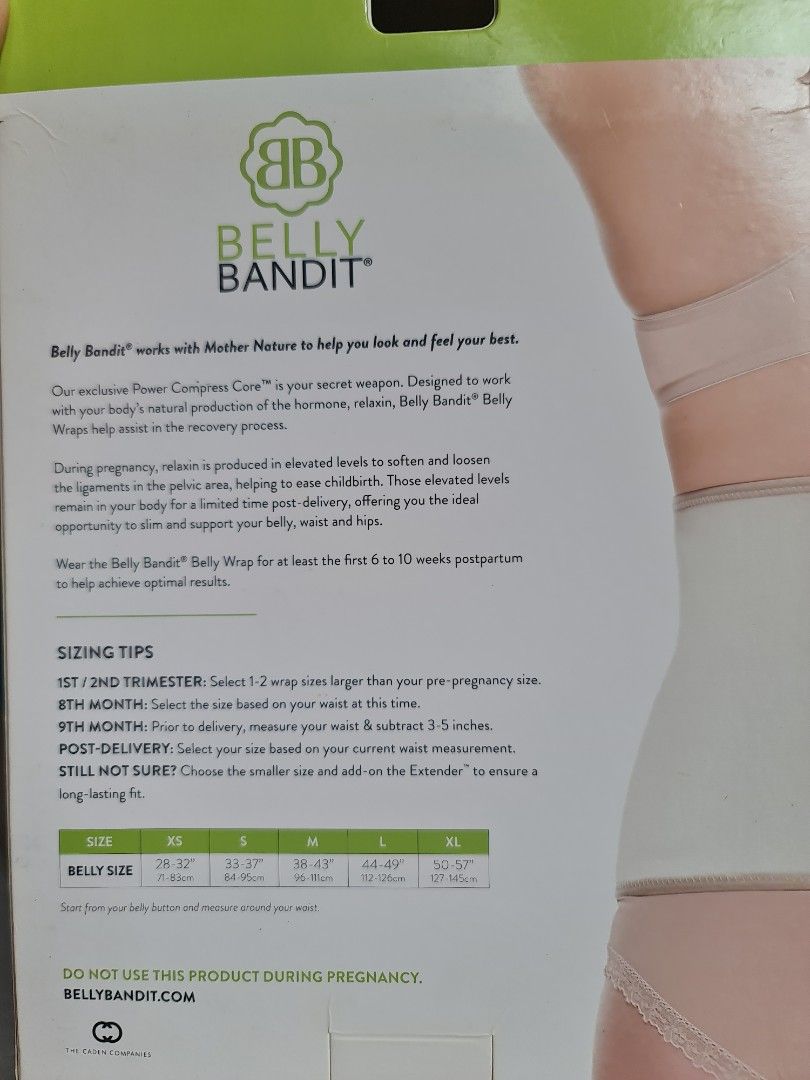 BB
BELLY
BANDIT®
Belly Bandit® works with Mother Nature to help you look and feel your best.
Our exclusive Power Compress Core™ is your secret weapon. Designed to work
with your body's natural production of the hormone, relaxin, Belly Bandit® Belly
Wraps help assist in the recovery process.
During pregnancy, relaxin is produced in elevated levels to soften and loosen
the ligaments in the pelvic area, helping to ease childbirth. Those elevated levels
remain in your body for a limited time post-delivery, offering you the ideal
opportunity to slim and support your belly, waist and hips.
Wear the Belly Bandit® Belly Wrap for at least the first 6 to 10 weeks postpartum
to help achieve optimal results.
SIZING TIPS
1ST / 2ND TRIMESTER: Select 1-2 wrap sizes larger than your pre-pregnancy size.
8TH MONTH: Select the size based on your waist at this time.
9TH MONTH: Prior to delivery, measure your waist & subtract 3-5 inches.
POST-DELIVERY: Select your size based on your current waist measurement.
STILL NOT SURE? Choose the smaller size and add-on the Extender™ to ensure a
long-lasting fit.
SIZE XS S M L XL
BELLY SIZE 28-32" 33-37" 38-43" 44-49" 50-57"
71-83cm 84-95cm 96-111cm 112-126cm 127-145cm
Start from your belly button and measure around your waist.
DO NOT USE THIS PRODUCT DURING PREGNANCY.
BELLYBANDIT.COM
THE CADEN COMPANIES